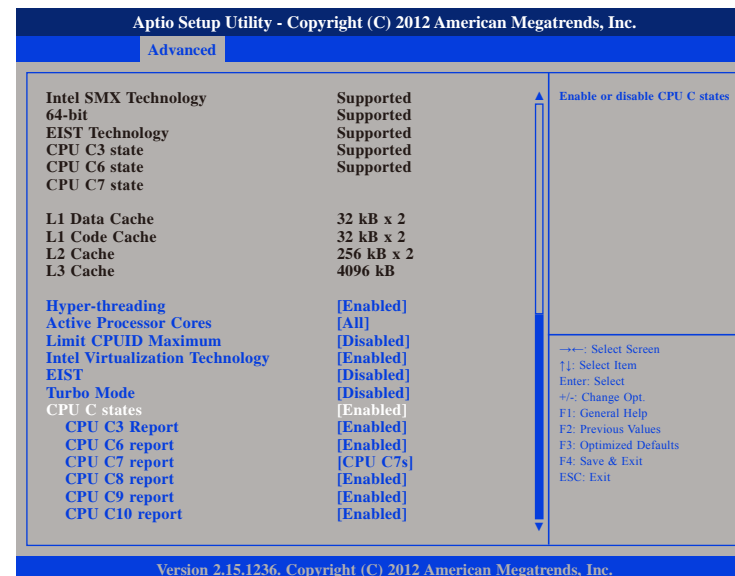 Aptio Setup Utility - Copyright (C) 2012 American Megatrends, Inc.
Advanced
Intel SMX Technology Supported
64-bit Supported
EIST Technology Supported
CPU C3 state Supported
CPU C6 state Supported
CPU C7 state
L1 Data Cache 32 kB x 2
L1 Code Cache 32 kB x 2
L2 Cache 256 kB x 2
L3 Cache 4096 kB
Hyper-threading [Enabled]
Active Processor Cores [All]
Limit CPUID Maximum [Disabled]
Intel Virtualization Technology [Enabled]
EIST [Disabled]
Turbo Mode [Disabled]
CPU C states [Enabled]
CPU C3 Report [Enabled]
CPU C6 report [Enabled]
CPU C7 report [CPU C7s]
CPU C8 report [Enabled]
CPU C9 report [Enabled]
CPU C10 report [Enabled]
Enable or disable CPU C states
→←: Select Screen
↑↓: Select Item
Enter: Select
+/-: Change Opt.
F1: General Help
F2: Previous Values
F3: Optimized Defaults
F4: Save & Exit
ESC: Exit
Version 2.15.1236. Copyright (C) 2012 American Megatrends, Inc.